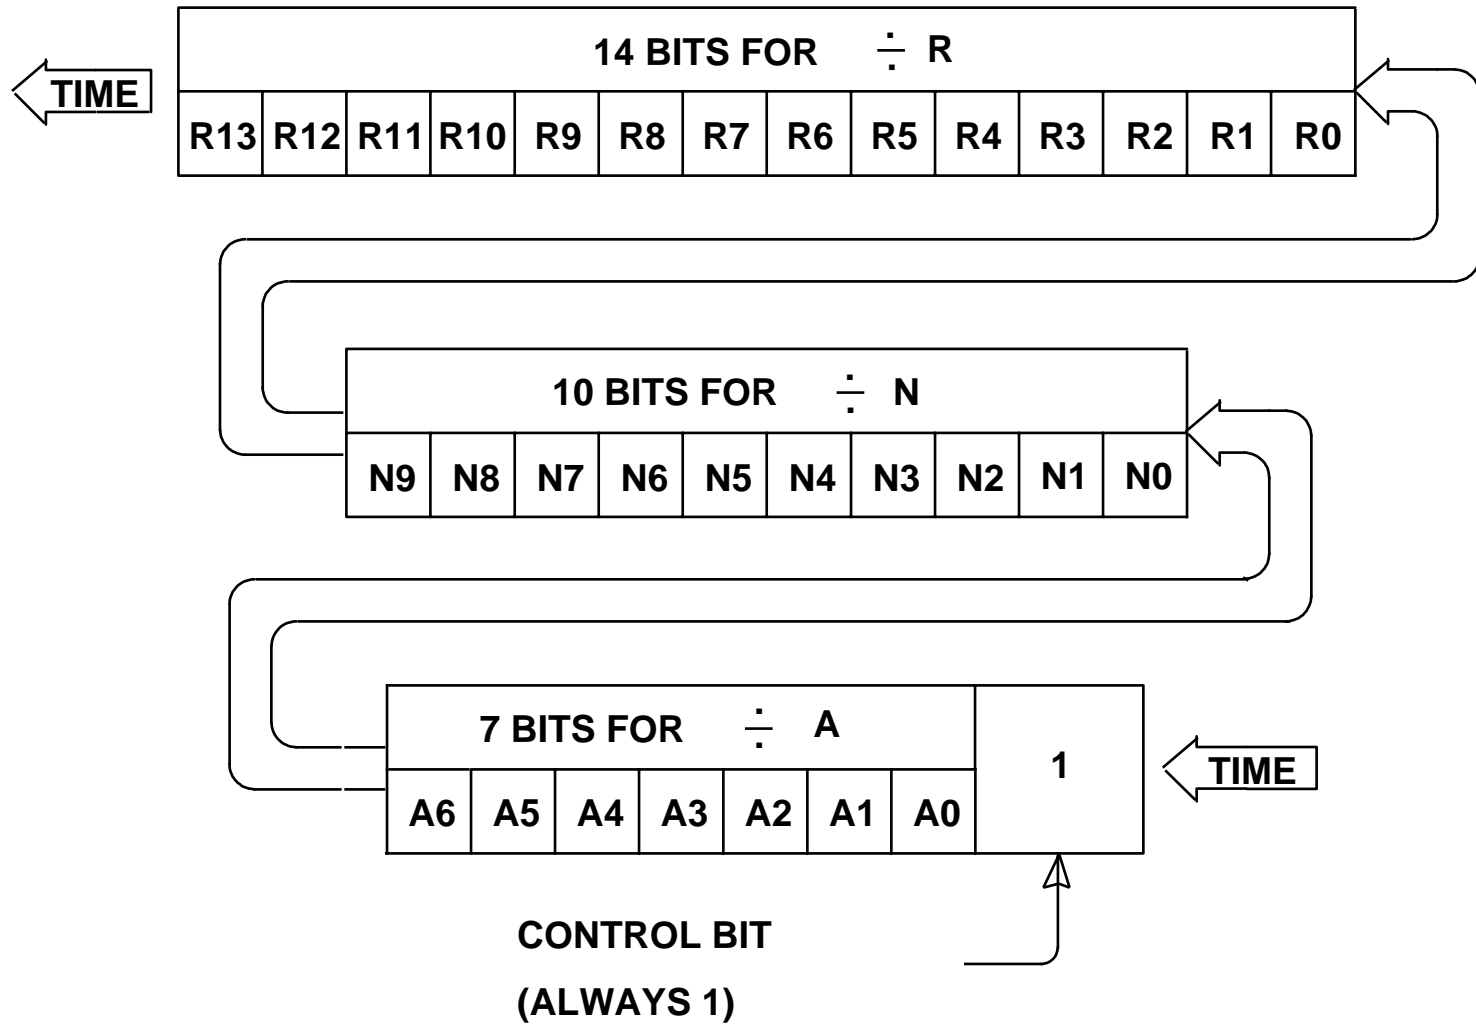 14 BITS FOR ÷ R
TIME
R13 R12 R11 R10 R9 R8 R7 R6 R5 R4 R3 R2 R1 R0
10 BITS FOR ÷ N
N9 N8 N7 N6 N5 N4 N3 N2 N1 N0
7 BITS FOR ÷ A
1
TIME
A6 A5 A4 A3 A2 A1 A0
CONTROL BIT
(ALWAYS 1)